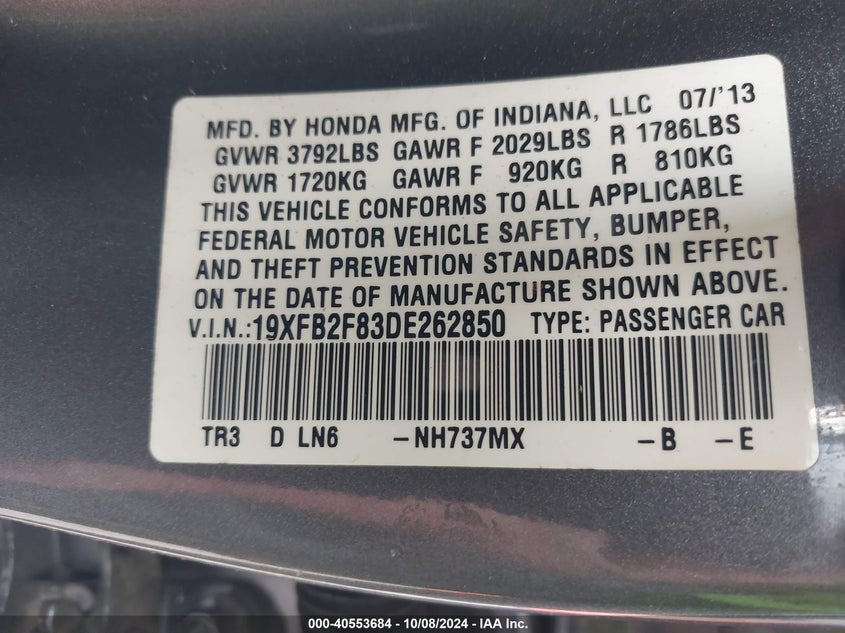 MFD. BY HONDA MFG. OF INDIANA, LLC 07/'13
GVWR 3792LBS GAWR F 2029LBS R 1786LBS
GVWR 1720KG GAWR F 920KG R 810KG
THIS VEHICLE CONFORMS TO ALL APPLICABLE
FEDERAL MOTOR VEHICLE SAFETY, BUMPER,
AND THEFT PREVENTION STANDARDS IN EFFECT
ON THE DATE OF MANUFACTURE SHOWN ABOVE.
V.I.N.:19XFB2F83DE262850 TYPE: PASSENGER CAR
TR3 D LN6 -NH737MX -B -E
000-40553684 - 10/08/2024 - IAA Inc.